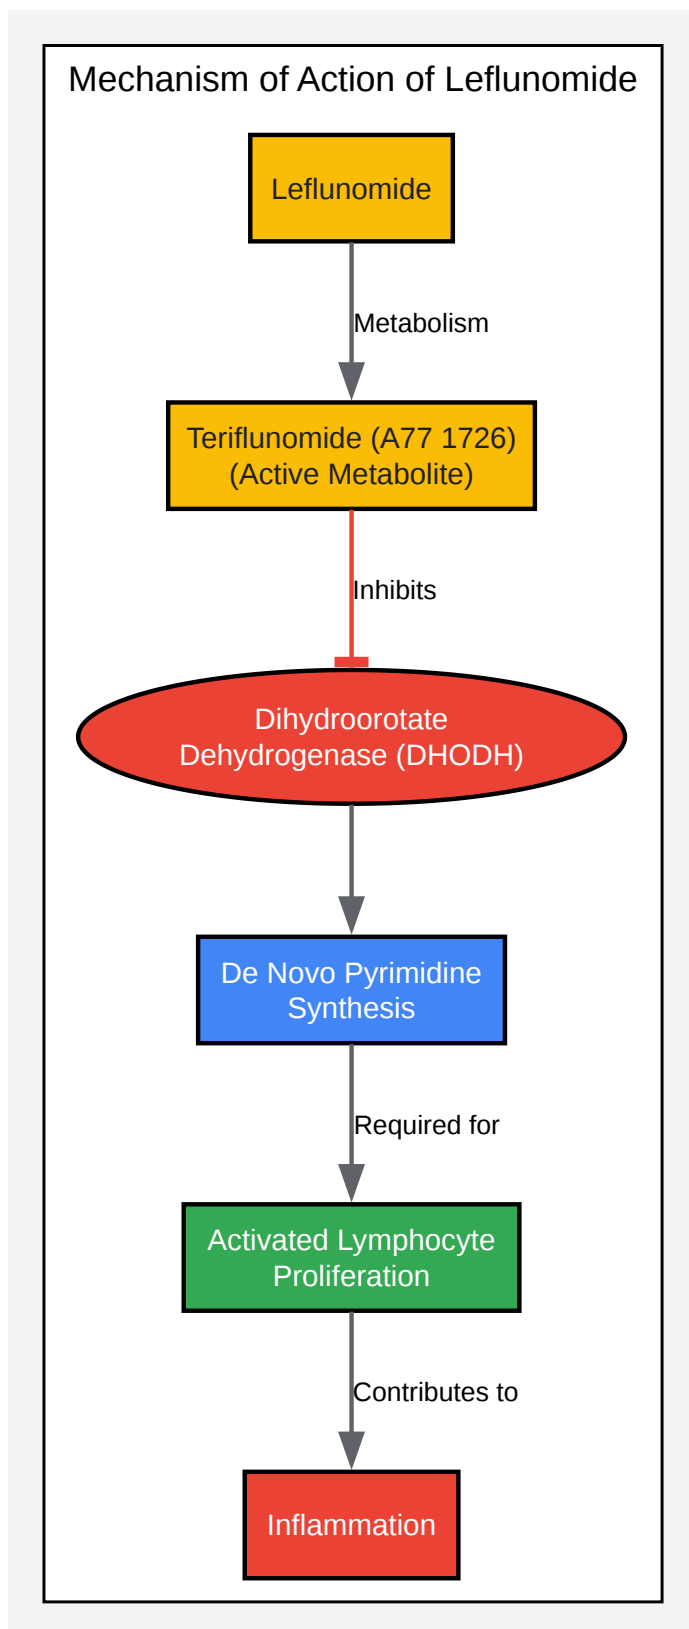 Mechanism of Action of Leflunomide
Leflunomide
Metabolism
Teriflunomide (A77 1726)
(Active Metabolite)
Inhibits
Dihydroorotate
Dehydrogenase (DHODH)
De Novo Pyrimidine
Synthesis
Required for
Activated Lymphocyte
Proliferation
Contributes to
Inflammation